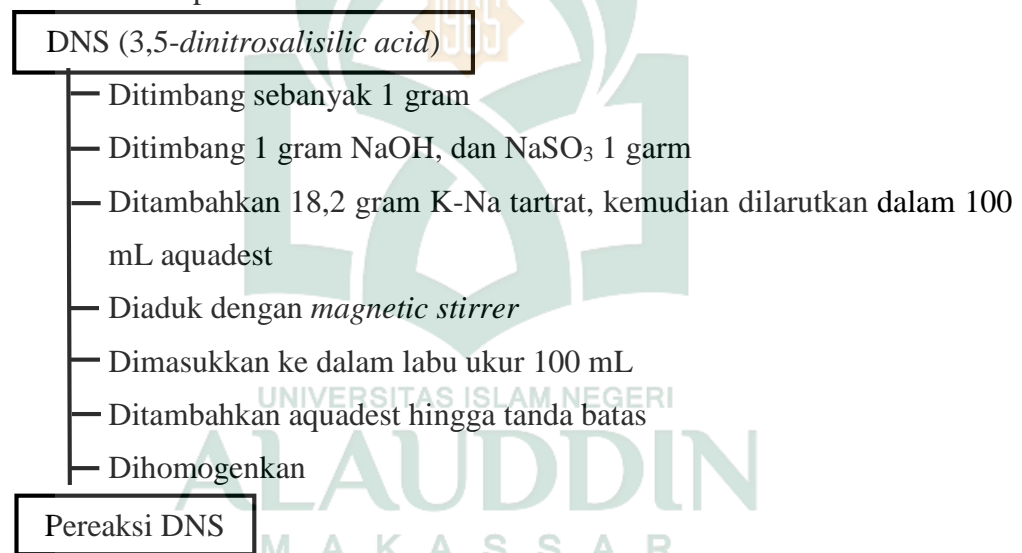 DNS (3,5-dinitrosalisilic acid)
1965
Ditimbang sebanyak 1 gram
Ditimbang 1 gram NaOH, dan NaSO₃ 1 garm
Ditambahkan 18,2 gram K-Na tartrat, kemudian dilarutkan dalam 100
mL aquadest
Diaduk dengan magnetic stirrer
Dimasukkan ke dalam labu ukur 100 mL
UNIVERSITAS ISLAM NEGERI
Ditambahkan aquadest hingga tanda batas
ALAUDDIN
Dihomogenkan
Pereaksi DNS
MAKASSAR